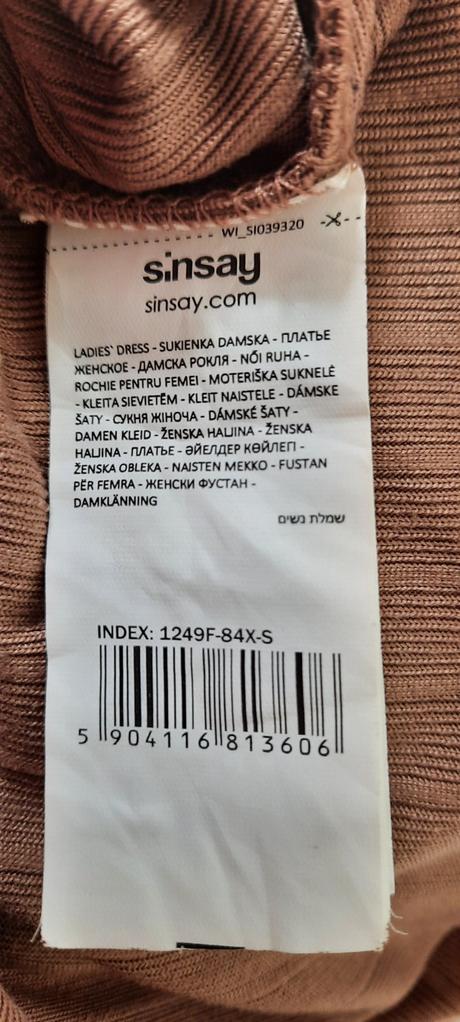 WI_SI039320
sinsay
sinsay.com
LADIES` DRESS - SUKIENKA DAMSKA - ПЛАТЬЕ
ЖЕНСКОЕ - ДАМСКА РОКЛЯ - NŐI RUHA -
ROCHIE PENTRU FEMEI - MOTERIŠKA SUKNELĖ
- KLEITA SIEVIETĒM - KLEIT NAISTELE - DÁMSKE
ŠATY - СУКНЯ ЖІНОЧА - DÁMSKÉ ŠATY -
DAMEN KLEID - ŽENSKA HALJINA - ŽENSKA
HALJINA - ПЛАТЬЕ - ӘЙЕЛДЕР КӨЙЛЕГІ -
ŽENSKA OBLEKA - NAISTEN MEKKO - FUSTAN
PËR FEMRA - ЖЕНСКИ ФУСТАН -
DAMKLÄNNING
שמלת נשים
INDEX: 1249F-84X-S
5 904116 813606